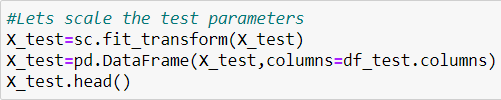 #Lets scale the test parameters
X_test=sc.fit_transform(X_test)
X_test=pd.DataFrame(X_test,columns=df_test.columns)
X_test.head()